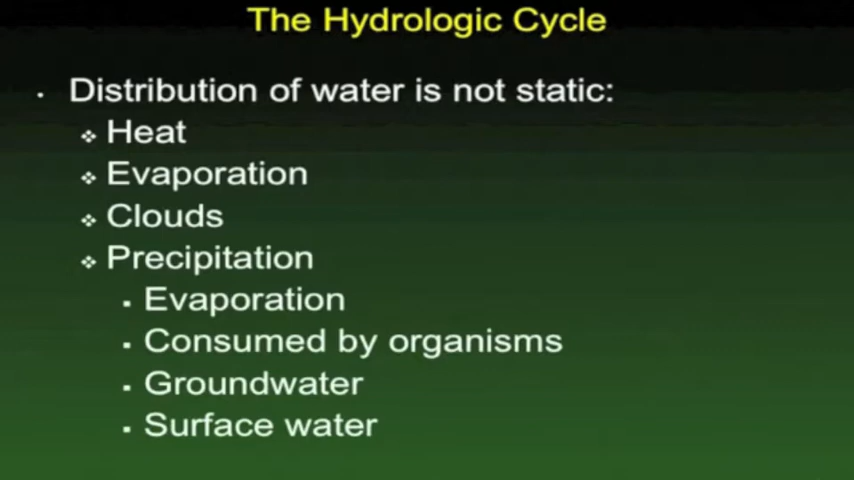 The Hydrologic Cycle
· Distribution of water is not static:
❖ Heat
❖ Evaporation
❖ Clouds
❖ Precipitation
▪ Evaporation
▪ Consumed by organisms
▪ Groundwater
▪ Surface water